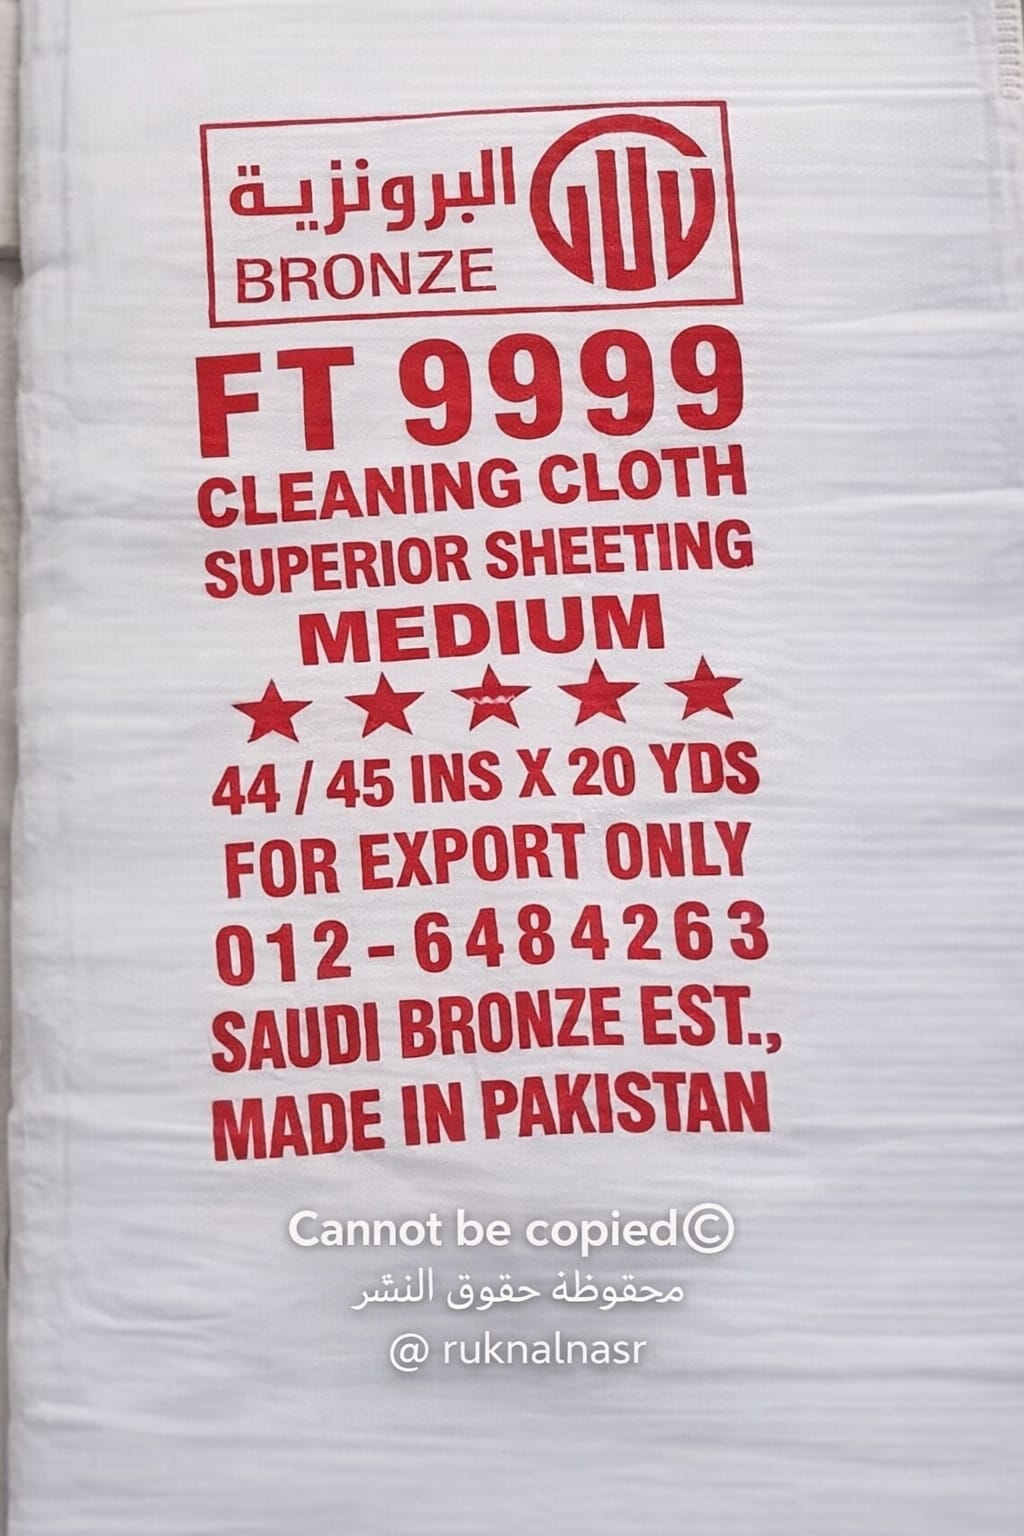 البرونزية
BRONZE
FT 9999
CLEANING CLOTH
SUPERIOR SHEETING
MEDIUM
44 / 45 INS X 20 YDS
FOR EXPORT ONLY
012-6484263
SAUDI BRONZE EST.,
MADE IN PAKISTAN
Cannot be copied©
محقوظة حقوق النشر
@ ruknalnasr